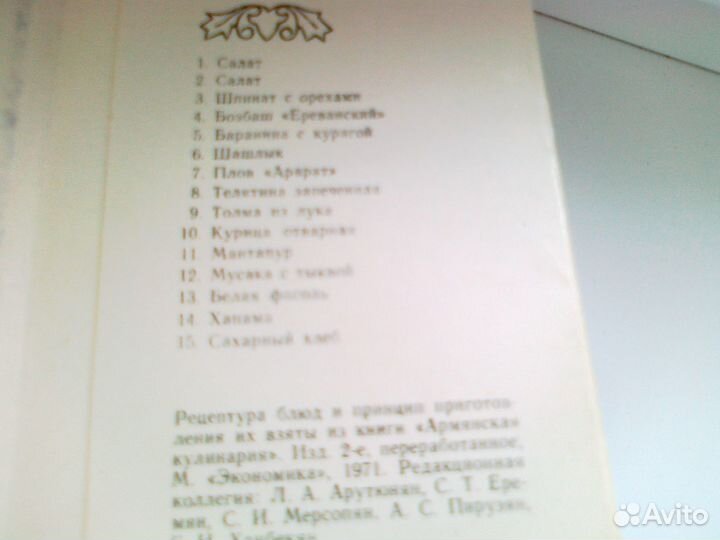 1. Салат
2. Салат
3. Шпинат с орехами
4. Бозбаш «Ереванский»
5. Баранина с курагой
6. Шашлык
7. Плов «Арарат»
8. Телятина запеченная
9. Толма из лука
10. Курица отварная
11. Мантапур
12. Мусака с тыквой
13. Белая фасоль
14. Хапама
15. Сахарный хлеб
Рецептура блюд и принцип приготов-
ления их взяты из книги «Армянская
кулинария». Изд. 2-е, переработанное,
М. «Экономика», 1971. Редакционная
коллегия: Л. А. Арутюнян, С. Т. Ере-
мян, С. И. Мерсопян, А. С. Пирузян,
Avito